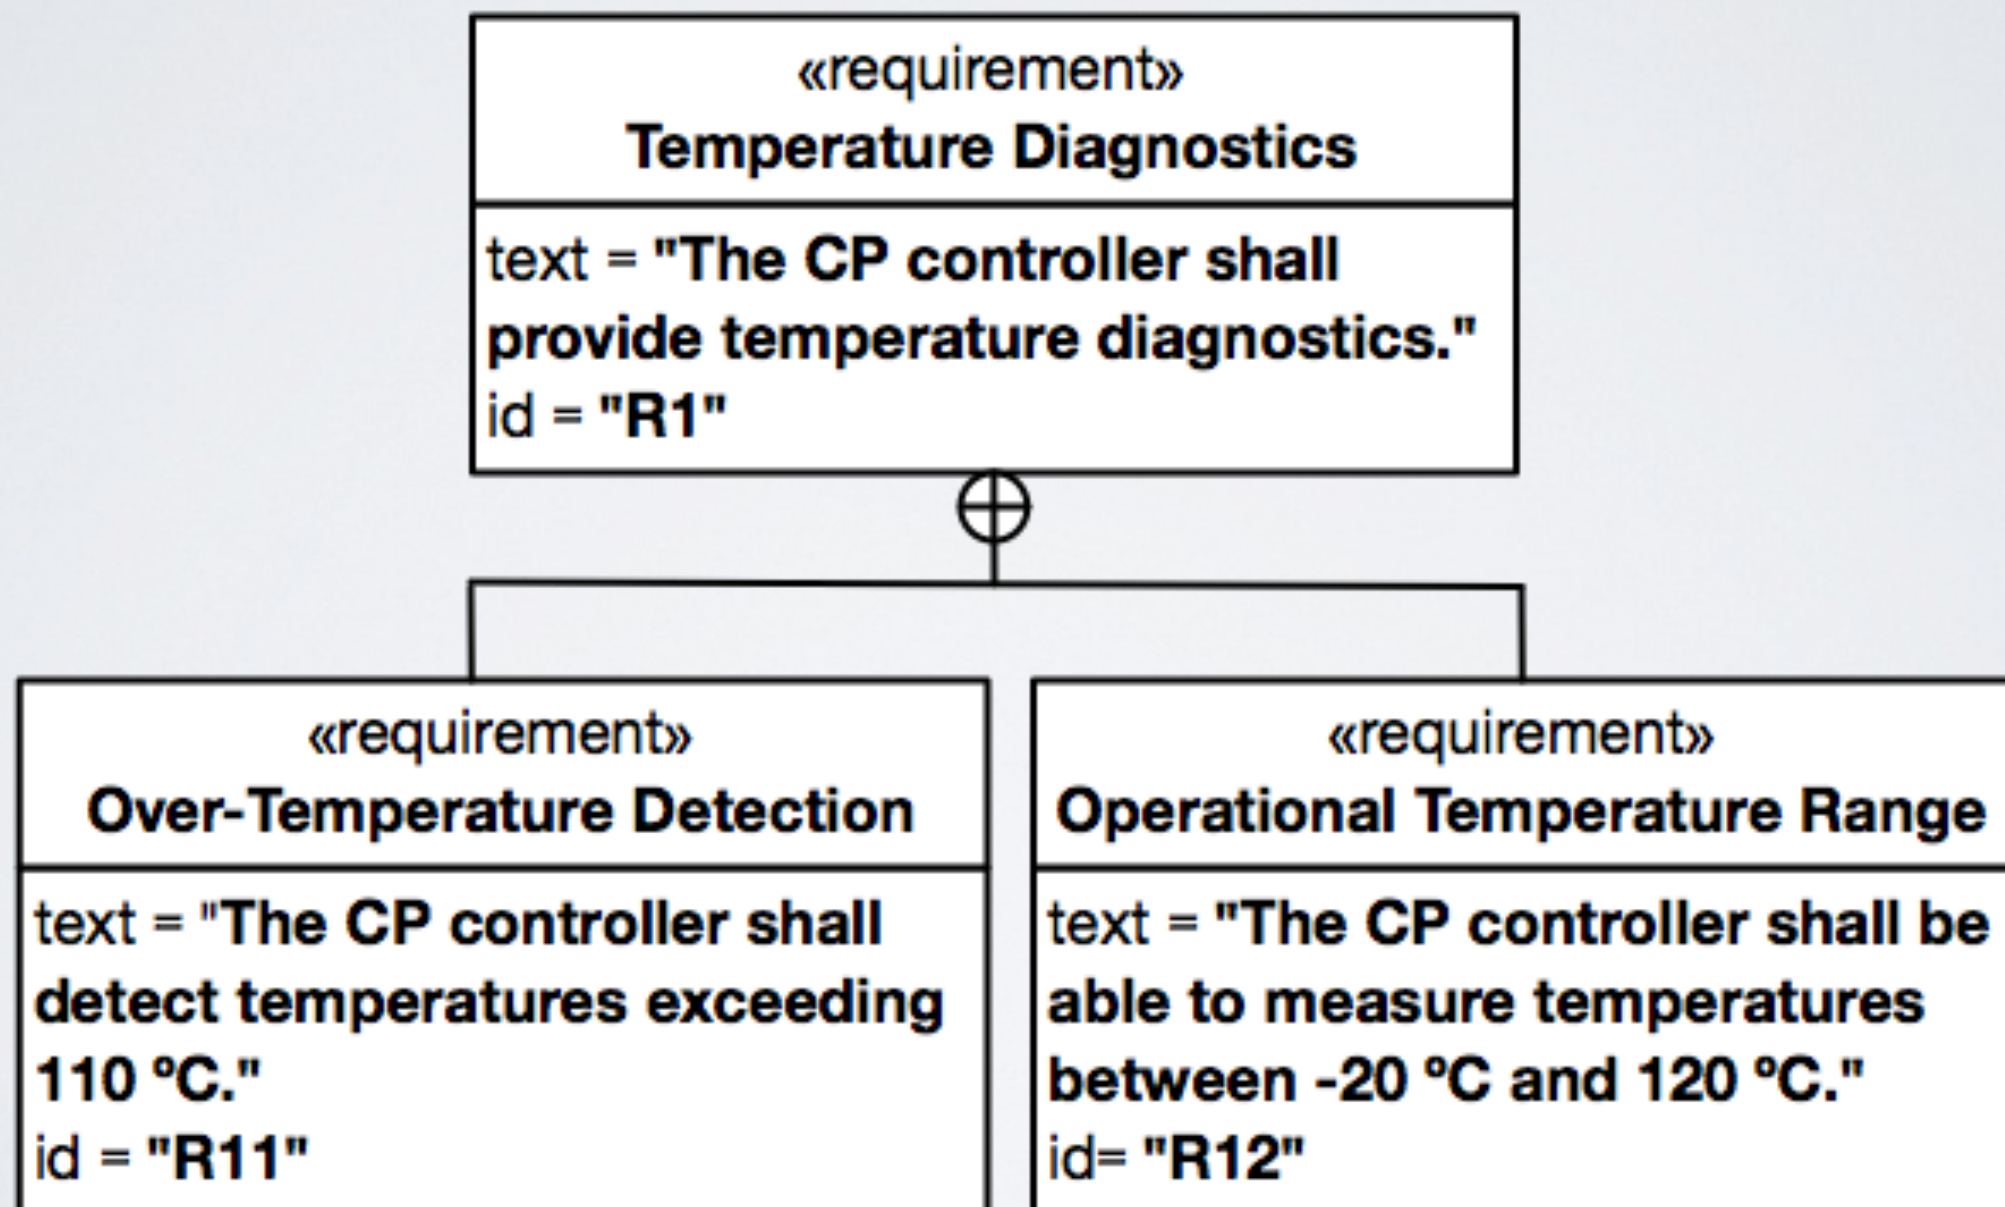 «requirement»
Temperature Diagnostics
text = "The CP controller shall
provide temperature diagnostics."
id = "R1"
«requirement»
Over-Temperature Detection
text = "The CP controller shall
detect temperatures exceeding
110 ºC."
id = "R11"
«requirement»
Operational Temperature Range
text = "The CP controller shall be
able to measure temperatures
between -20 ºC and 120 ºC."
id= "R12"